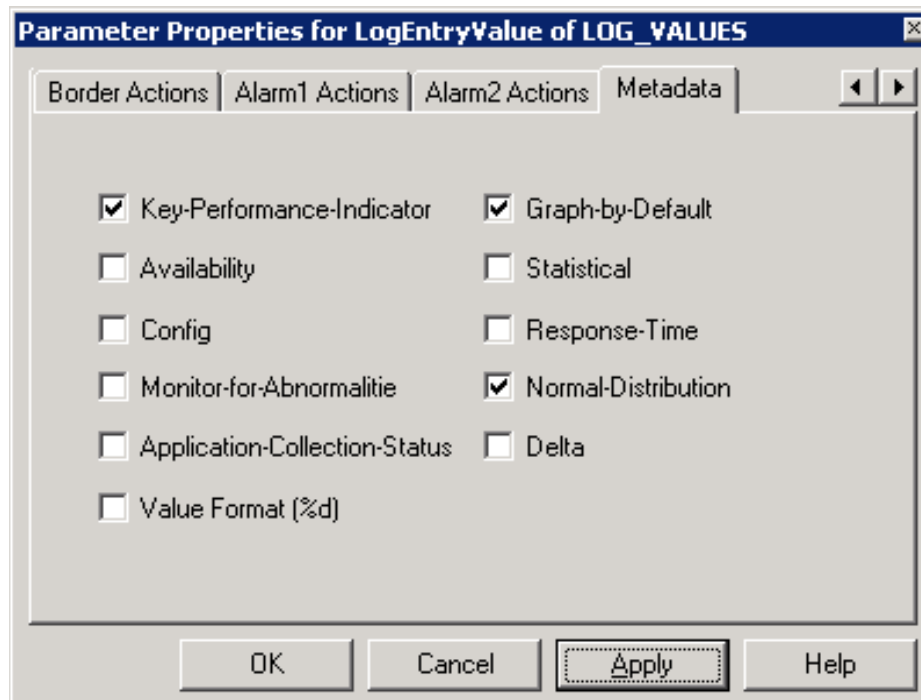 Parameter Properties for LogEntryValue of LOG_VALUES
Border Actions Alarm1 Actions Alarm2 Actions Metadata
Key-Performance-Indicator Graph-by-Default
Availability Statistical
Config Response-Time
Monitor-for-Abnormalitie Normal-Distribution
Application-Collection-Status Delta
Value Format (%d)
OK Cancel Apply Help